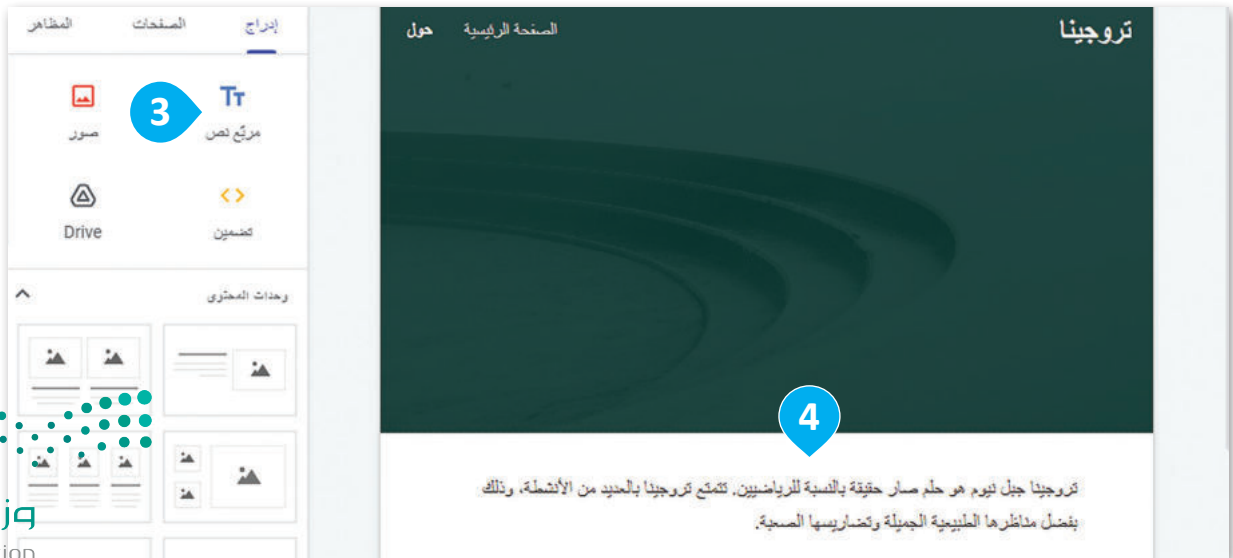 تروجينا
الصفحة الرئيسية
حول
إدراج
الصفحات
المظاهر
3
مربّع نص
صور
تضمين
Drive
وحدات المحتوى
4
تروجينا جبل نيوم هو حلم صار حقيقة بالنسبة للرياضيين. تتمتع تروجينا بالعديد من الأنشطة، وذلك
بفضل مناظرها الطبيعية الجميلة وتضاريسها الصعبة.